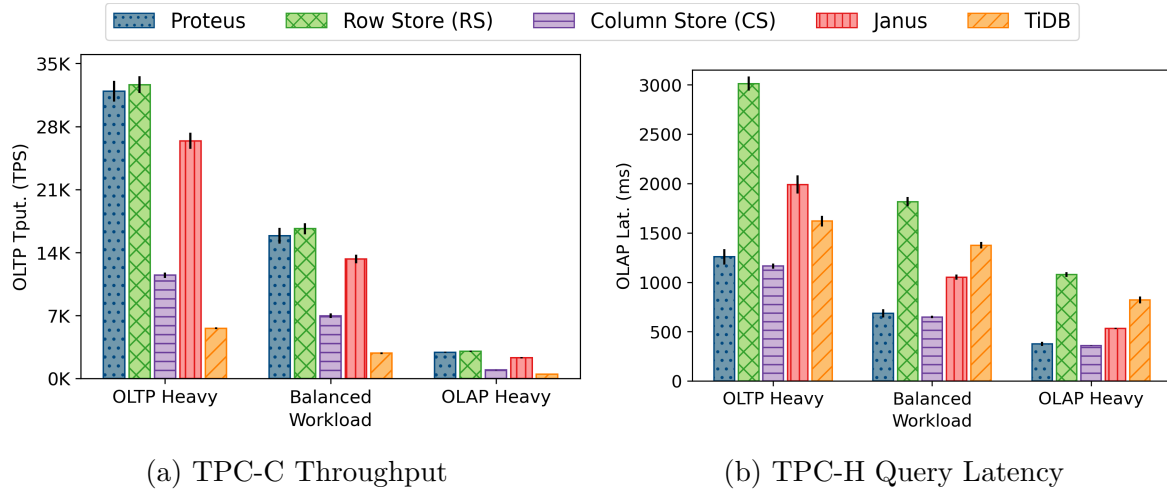 Proteus Row Store (RS) Column Store (CS) Janus TiDB
OLTP Tput. (TPS)
35K
28K
21K
14K
7K
0K
OLTP Heavy Balanced OLAP Heavy
Workload
(a) TPC-C Throughput
OLAP Lat. (ms)
3000
2500
2000
1500
1000
500
0
OLTP Heavy Balanced OLAP Heavy
Workload
(b) TPC-H Query Latency